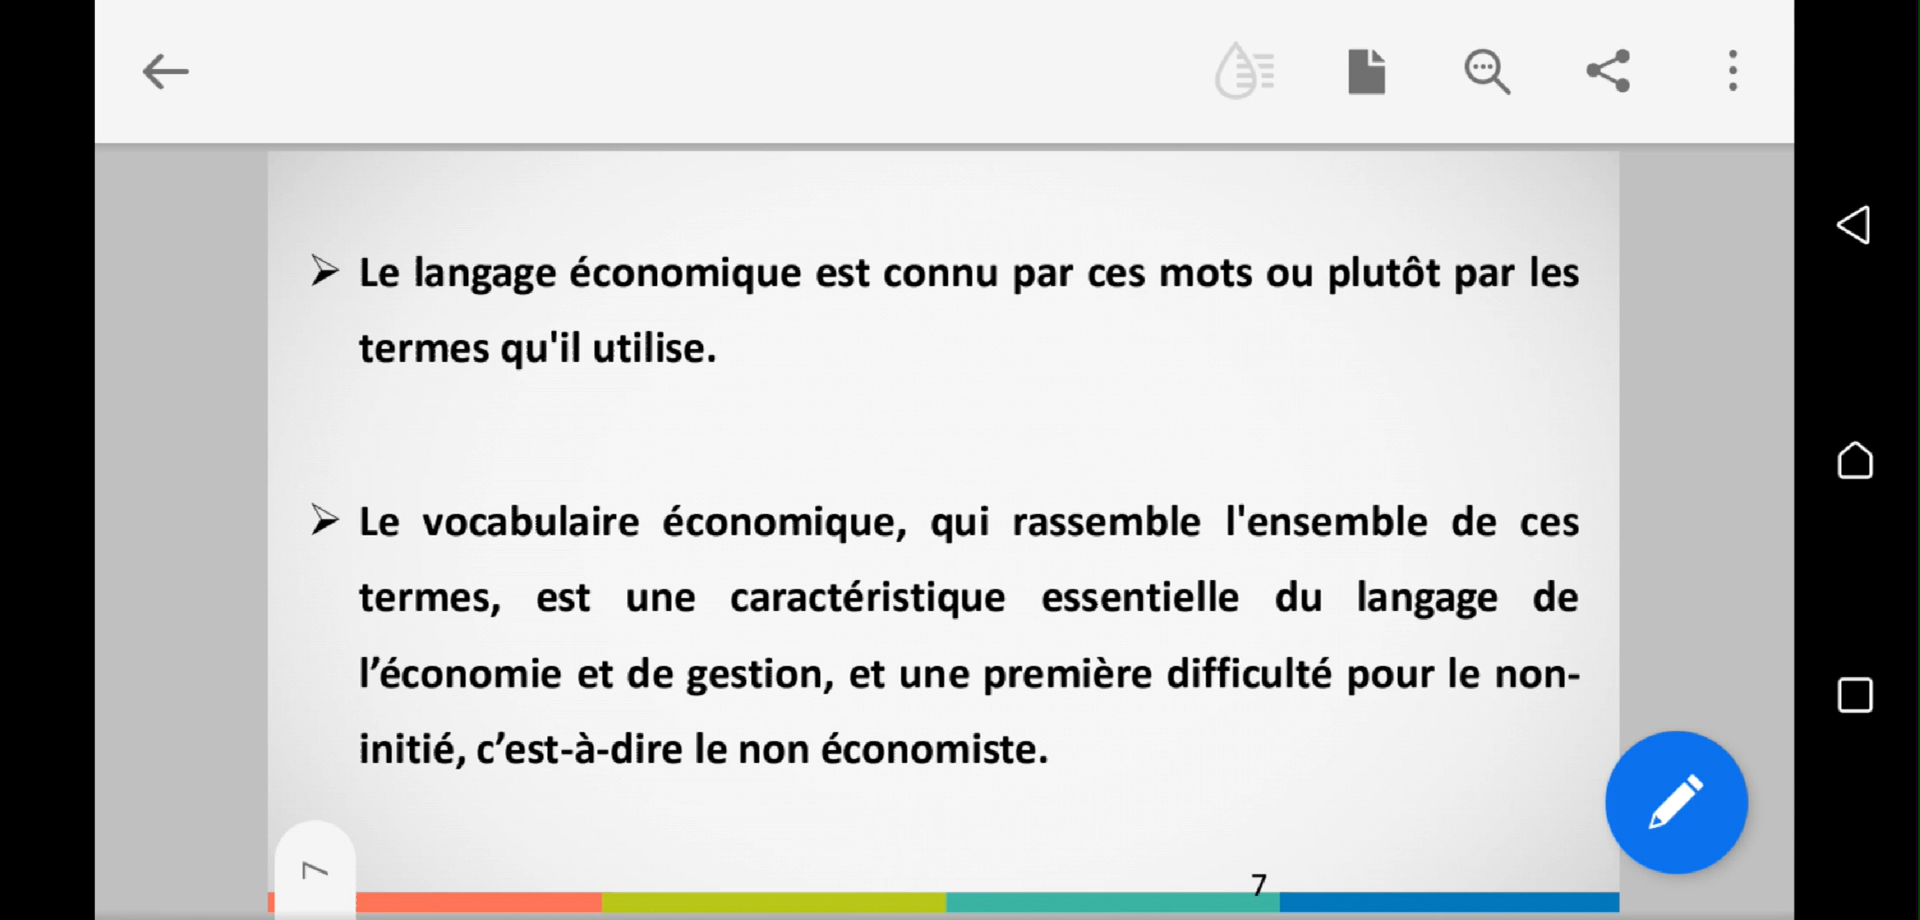 ➢ Le langage économique est connu par ces mots ou plutôt par les
termes qu'il utilise.
➢ Le vocabulaire économique, qui rassemble l'ensemble de ces
termes, est une caractéristique essentielle du langage de
l’économie et de gestion, et une première difficulté pour le non-
initié, c’est-à-dire le non économiste.
7
7